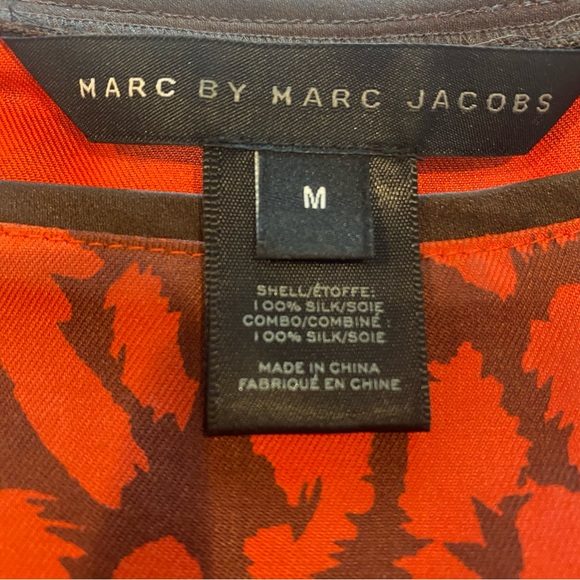 MARC BY MARC JACOBS
M
SHELL/ÉTOFFE:
100% SILK/SOIE
COMBO/COMBINÉ :
100% SILK/SOIE
MADE IN CHINA
FABRIQUÉ EN CHINE